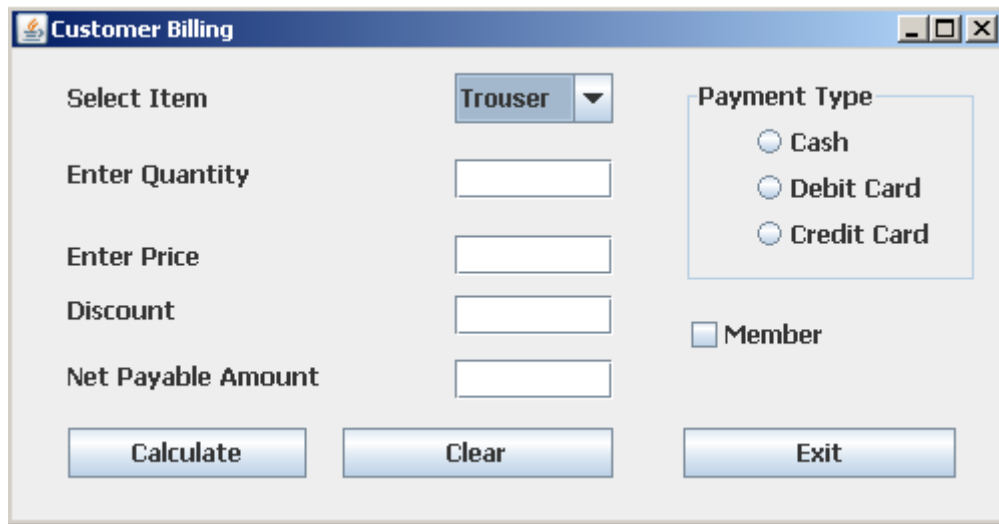 Customer Billing
Select Item
Trouser
Payment Type
Cash
Enter Quantity
Debit Card
Credit Card
Enter Price
Discount
Member
Net Payable Amount
Calculate
Clear
Exit